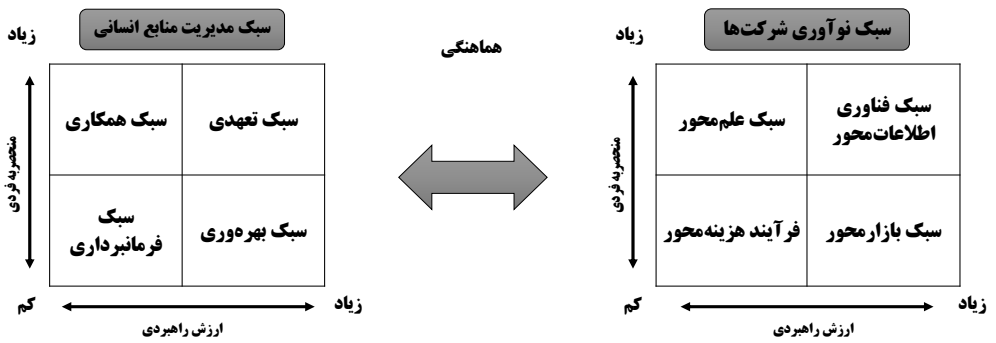 سبک نوآوری شرکت‌ها
زیاد
سبک فناوری
اطلاعات‌محور
سبک علم‌محور
سبک بازارمحور
فرآیند هزینه‌محور
منحصربه فردی
کم
زیاد
ارزش راهبردی
هماهنگی
سبک مدیریت منابع انسانی
زیاد
سبک تعهدی
سبک همکاری
سبک بهره‌وری
سبک
فرمانبرداری
منحصربه فردی
کم
زیاد
ارزش راهبردی